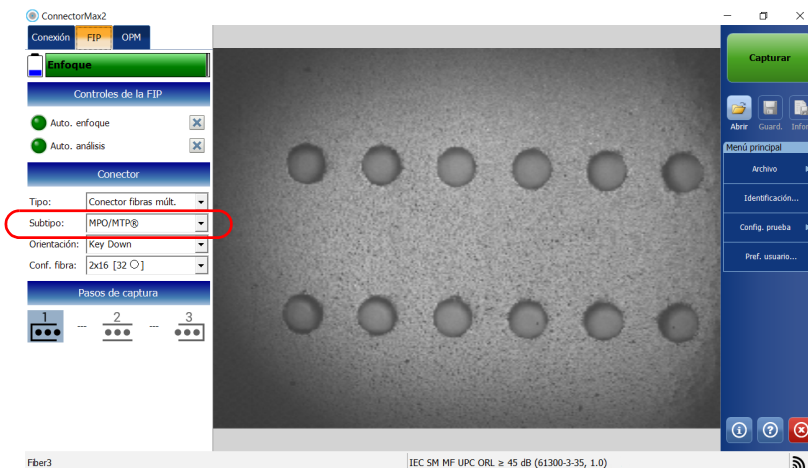 ConnectorMax2
Conexión FIP OPM
Enfoque
Controles de la FIP
Auto. enfoque
Auto. análisis
Conector
Tipo: Conector fibras múlt.
Subtipo: MPO/MTP®
Orientación: Key Down
Conf. fibra: 2x16 [32 ○]
Pasos de captura
1 --- 2 --- 3
Capturar
Abrir Guard.
Menú principal
Archivo
Identificación...
Config. prueba
Pref. usuario...
Fiber3
IEC SM MF UPC ORL ≥ 45 dB (61300-3-35, 1.0)